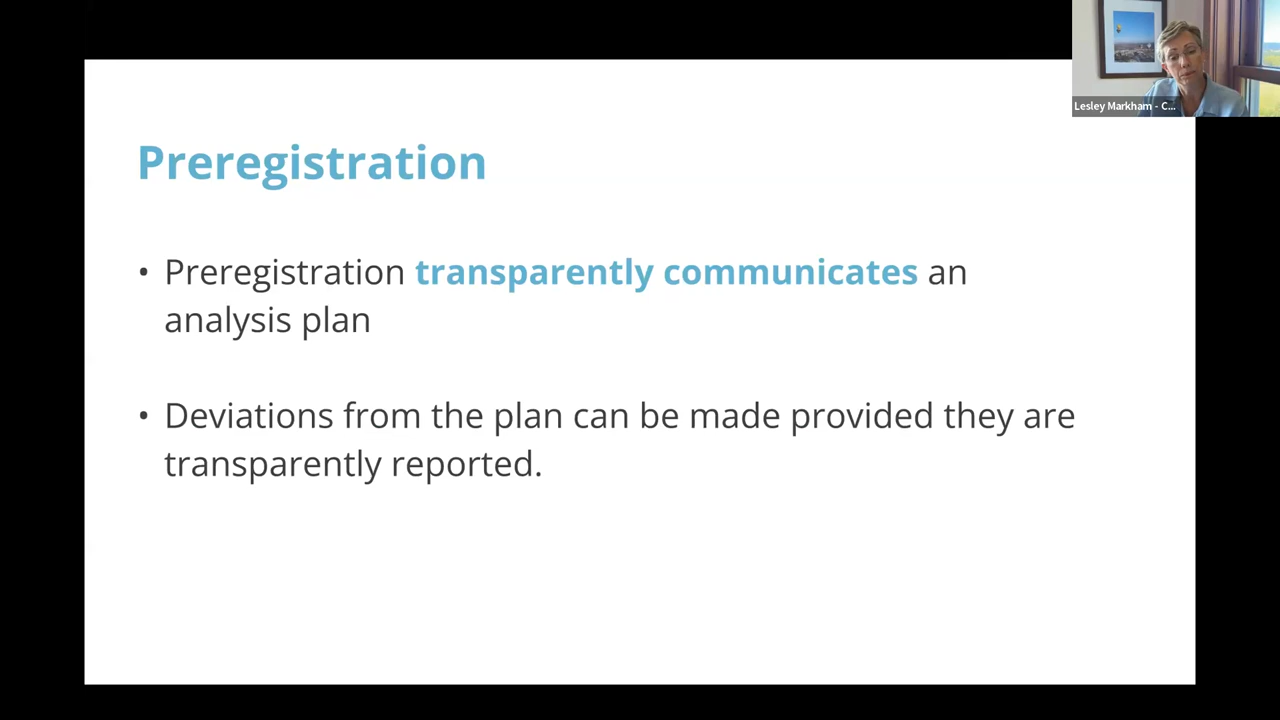 Lesley Markham - C...
Preregistration
• Preregistration transparently communicates an
analysis plan
• Deviations from the plan can be made provided they are
transparently reported.